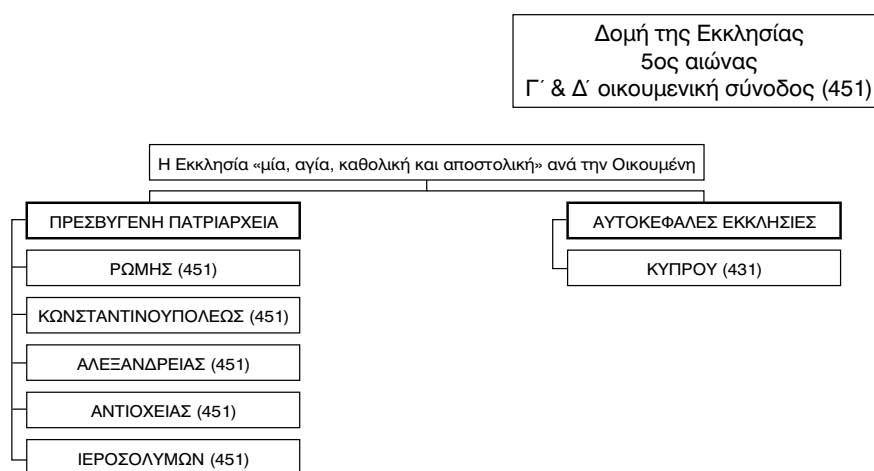 Δομή της Εκκλησίας
5ος αιώνας
Γ΄ & Δ΄ οικουμενική σύνοδος (451)
Η Εκκλησία «μία, αγία, καθολική και αποστολική» ανά την Οικουμένη
ΠΡΕΣΒΥΓΕΝΗ ΠΑΤΡΙΑΡΧΕΙΑ
ΡΩΜΗΣ (451)
ΚΩΝΣΤΑΝΤΙΝΟΥΠΟΛΕΩΣ (451)
ΑΛΕΞΑΝΔΡΕΙΑΣ (451)
ΑΝΤΙΟΧΕΙΑΣ (451)
ΙΕΡΟΣΟΛΥΜΩΝ (451)
ΑΥΤΟΚΕΦΑΛΕΣ ΕΚΚΛΗΣΙΕΣ
ΚΥΠΡΟΥ (431)